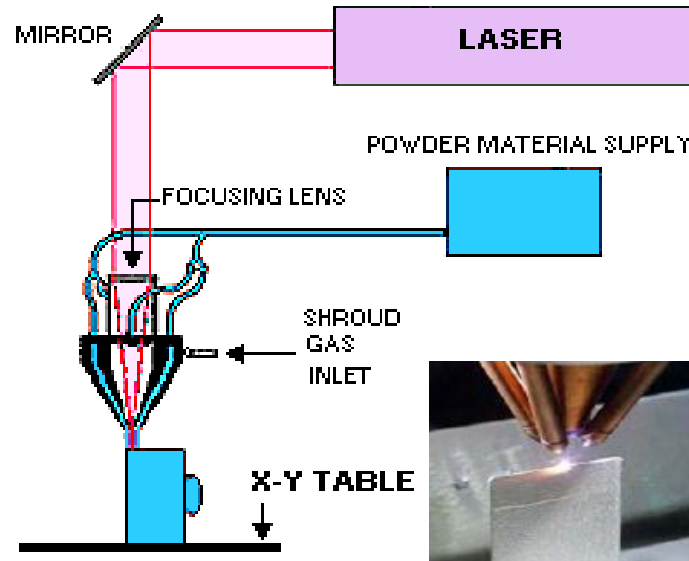 MIRROR
LASER
POWDER MATERIAL SUPPLY
FOCUSING LENS
SHROUD
GAS
INLET
X-Y TABLE